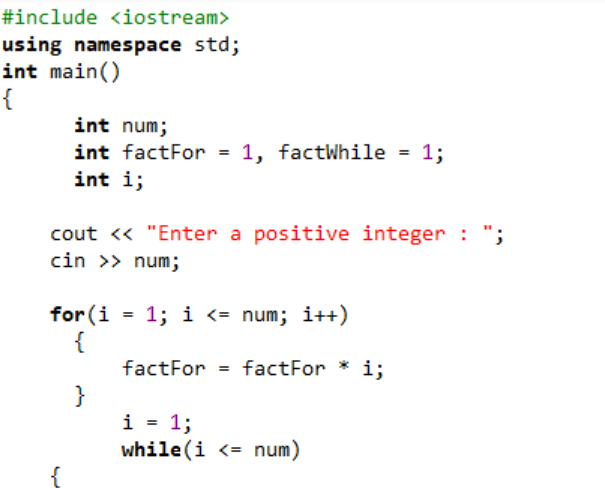 #include <iostream>
using namespace std;
int main()
{
int num;
int factFor = 1, factWhile = 1;
int i;
cout << "Enter a positive integer : ";
cin >> num;
for(i = 1; i <= num; i++)
{
factFor = factFor * i;
}
i = 1;
while(i <= num)
{